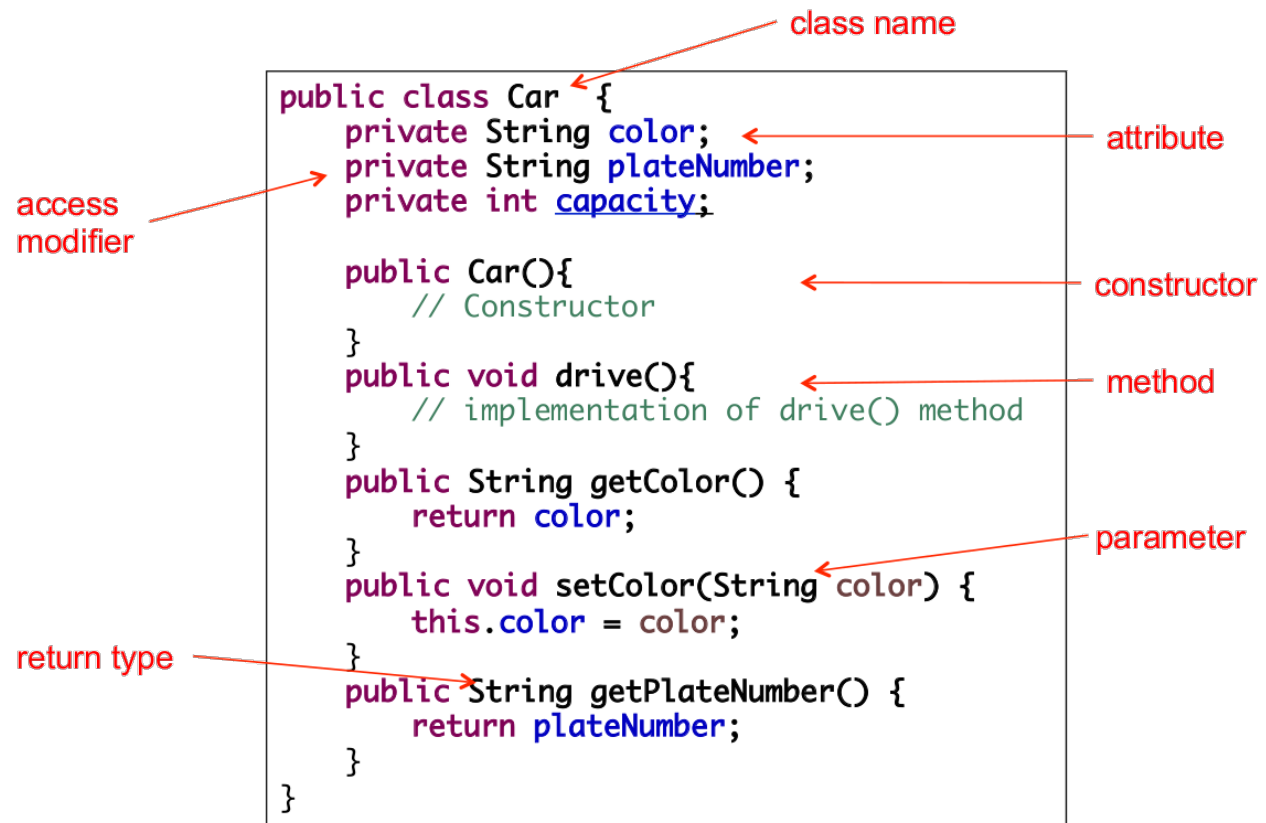 class name
public class Car {
private String color;
attribute
private String plateNumber;
access
modifier
private int capacity;
public Car(){
constructor
// Constructor
}
public void drive(){
method
// implementation of drive() method
}
public String getColor() {
return color;
}
parameter
public void setColor(String color) {
this.color = color;
}
return type
public String getPlateNumber() {
return plateNumber;
}
}